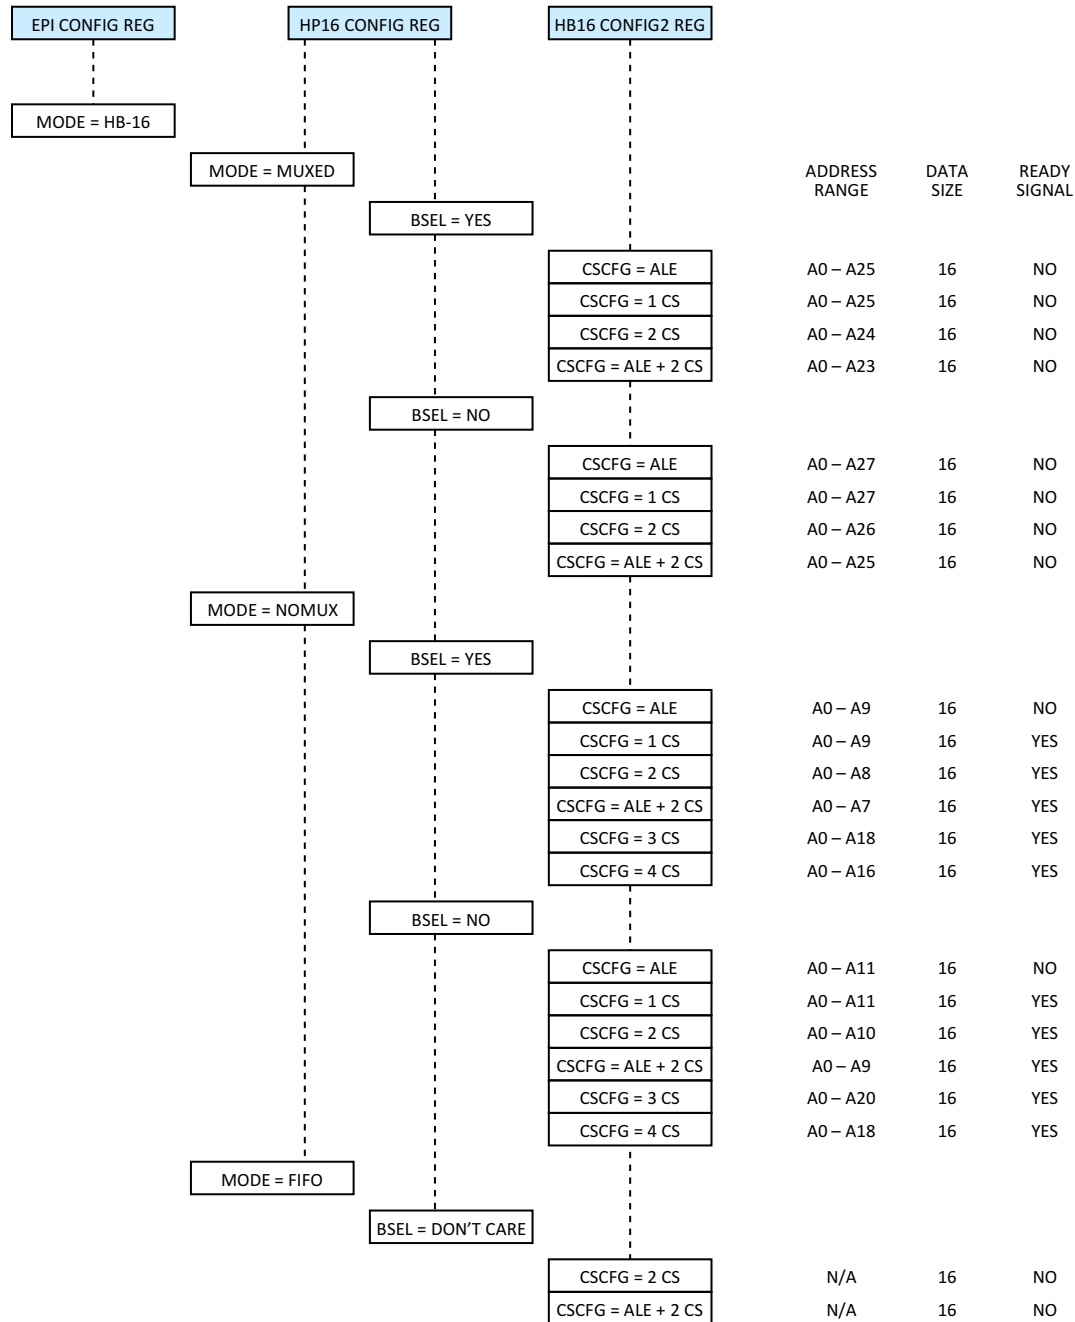 EPI CONFIG REG HP16 CONFIG REG HB16 CONFIG2 REG
MODE = HB-16
MODE = MUXED ADDRESS DATA READY
RANGE SIZE SIGNAL
BSEL = YES
CSCFG = ALE A0 – A25 16 NO
CSCFG = 1 CS A0 – A25 16 NO
CSCFG = 2 CS A0 – A24 16 NO
CSCFG = ALE + 2 CS A0 – A23 16 NO
BSEL = NO
CSCFG = ALE A0 – A27 16 NO
CSCFG = 1 CS A0 – A27 16 NO
CSCFG = 2 CS A0 – A26 16 NO
CSCFG = ALE + 2 CS A0 – A25 16 NO
MODE = NOMUX
BSEL = YES
CSCFG = ALE A0 – A9 16 NO
CSCFG = 1 CS A0 – A9 16 YES
CSCFG = 2 CS A0 – A8 16 YES
CSCFG = ALE + 2 CS A0 – A7 16 YES
CSCFG = 3 CS A0 – A18 16 YES
CSCFG = 4 CS A0 – A16 16 YES
BSEL = NO
CSCFG = ALE A0 – A11 16 NO
CSCFG = 1 CS A0 – A11 16 YES
CSCFG = 2 CS A0 – A10 16 YES
CSCFG = ALE + 2 CS A0 – A9 16 YES
CSCFG = 3 CS A0 – A20 16 YES
CSCFG = 4 CS A0 – A18 16 YES
MODE = FIFO
BSEL = DON’T CARE
CSCFG = 2 CS N/A 16 NO
CSCFG = ALE + 2 CS N/A 16 NO